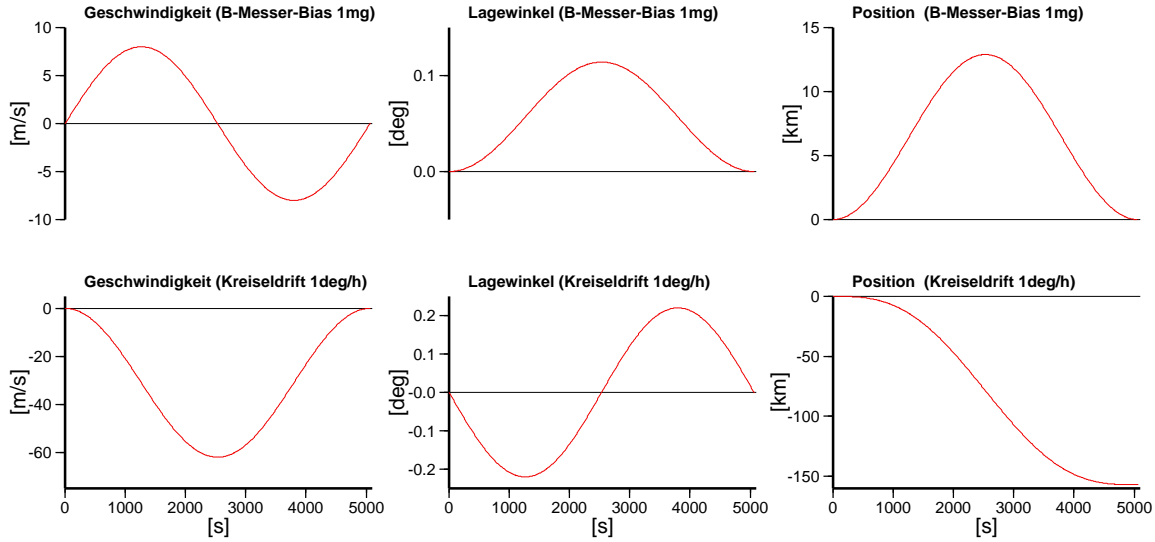 Geschwindigkeit (B-Messer-Bias 1mg)
10
5
0
-5
-10
[m/s]
Lagewinkel (B-Messer-Bias 1mg)
0.1
0.0
[deg]
Position (B-Messer-Bias 1mg)
15
10
5
0
[km]
Geschwindigkeit (Kreiseldrift 1deg/h)
0
-20
-40
-60
[m/s]
0 1000 2000 3000 4000 5000
[s]
Lagewinkel (Kreiseldrift 1deg/h)
0.2
0.1
-0.0
-0.1
-0.2
[deg]
0 1000 2000 3000 4000 5000
[s]
Position (Kreiseldrift 1deg/h)
0
-50
-100
-150
[km]
0 1000 2000 3000 4000 5000
[s]